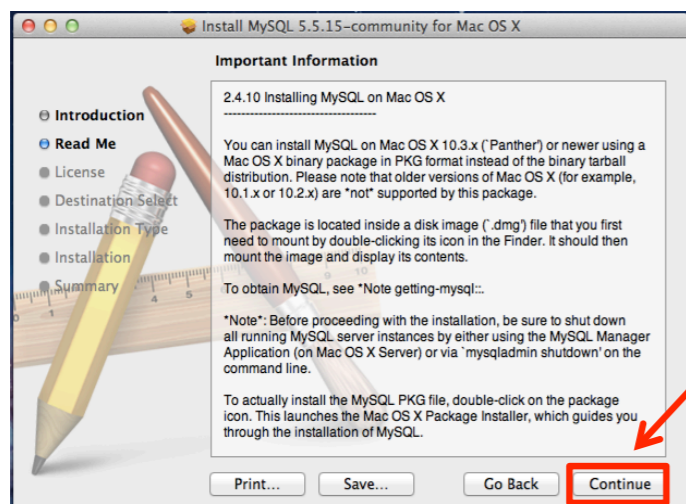 Install MySQL 5.5.15-community for Mac OS X
Important Information
Introduction
Read Me
License
Destination Select
Installation Type
Installation
Summary
2.4.10 Installing MySQL on Mac OS X
-----------------------------------
You can install MySQL on Mac OS X 10.3.x (`Panther') or newer using a
Mac OS X binary package in PKG format instead of the binary tarball
distribution. Please note that older versions of Mac OS X (for example,
10.1.x or 10.2.x) are *not* supported by this package.
The package is located inside a disk image (`.dmg') file that you first
need to mount by double-clicking its icon in the Finder. It should then
mount the image and display its contents.
To obtain MySQL, see *Note getting-mysql::.
*Note*: Before proceeding with the installation, be sure to shut down
all running MySQL server instances by either using the MySQL Manager
Application (on Mac OS X Server) or via `mysqladmin shutdown' on the
command line.
To actually install the MySQL PKG file, double-click on the package
icon. This launches the Mac OS X Package Installer, which guides you
through the installation of MySQL.
Print... Save... Go Back Continue